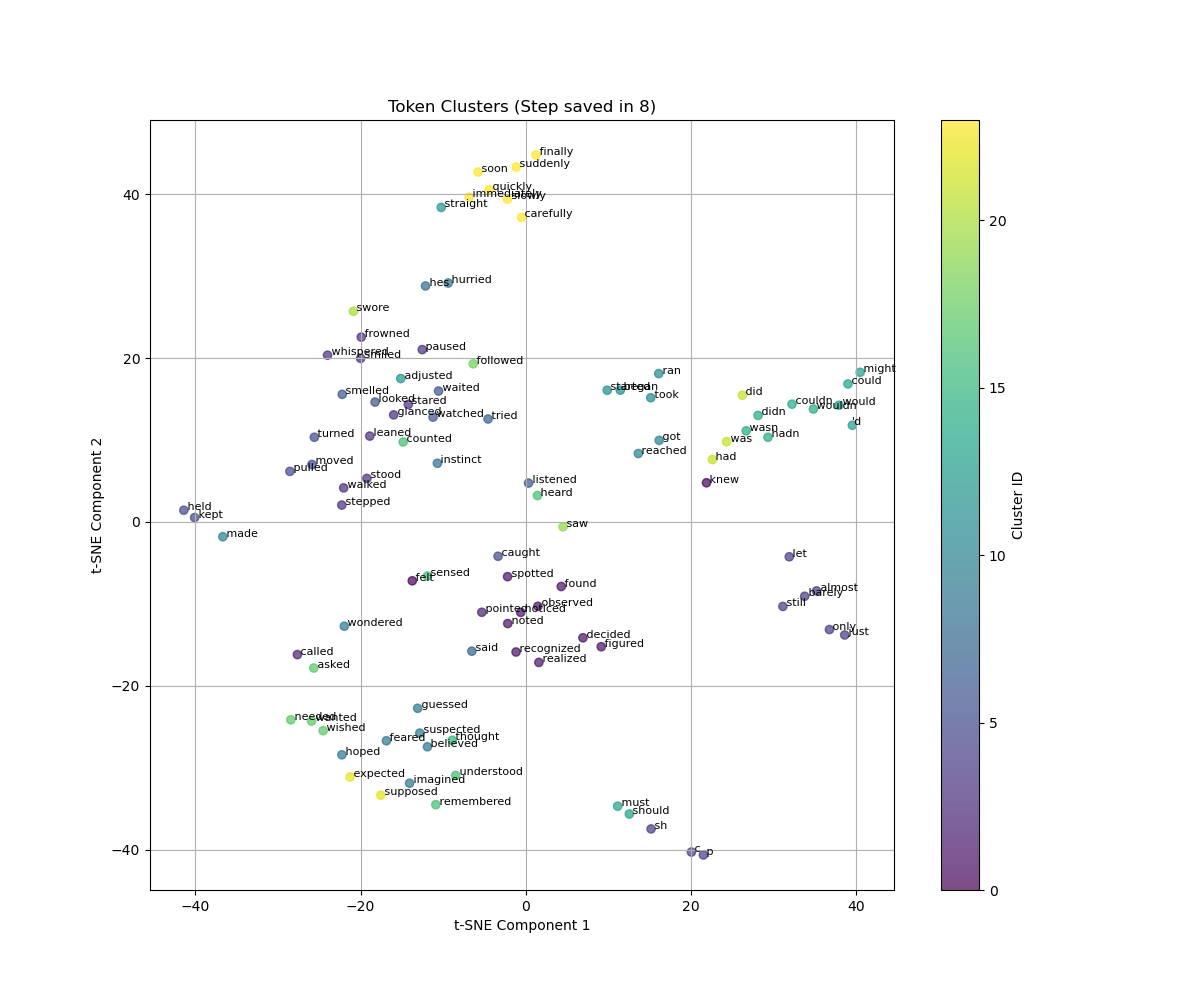 Token Clusters (Step saved in 8)
finally
suddenly
soon
quickly
immediately
slowly
straight
carefully
hes
hurried
swore
frowned
whispered
smiled
paused
followed
adjusted
smelled
waited
looked
stared
glanced
watched
tried
turned
leaned
counted
moved
pulled
instinct
stood
walked
stepped
held
kept
made
ran
started
began
took
got
reached
listened
heard
saw
might
could
did
couldn
wouldn
would
didn
'd
wasn
hadn
was
had
knew
let
almost
barely
still
only
just
caught
sensed
felt
spotted
found
observed
pointed
noticed
noted
decided
figured
said
recognized
realized
wondered
called
asked
needed
wanted
wished
guessed
suspected
feared
thought
believed
hoped
expected
imagined
understood
supposed
remembered
must
should
sh
c
p
40
20
0
−20
−40
−40
−20
0
20
40
t-SNE Component 1
t-SNE Component 2
20
15
10
5
0
Cluster ID